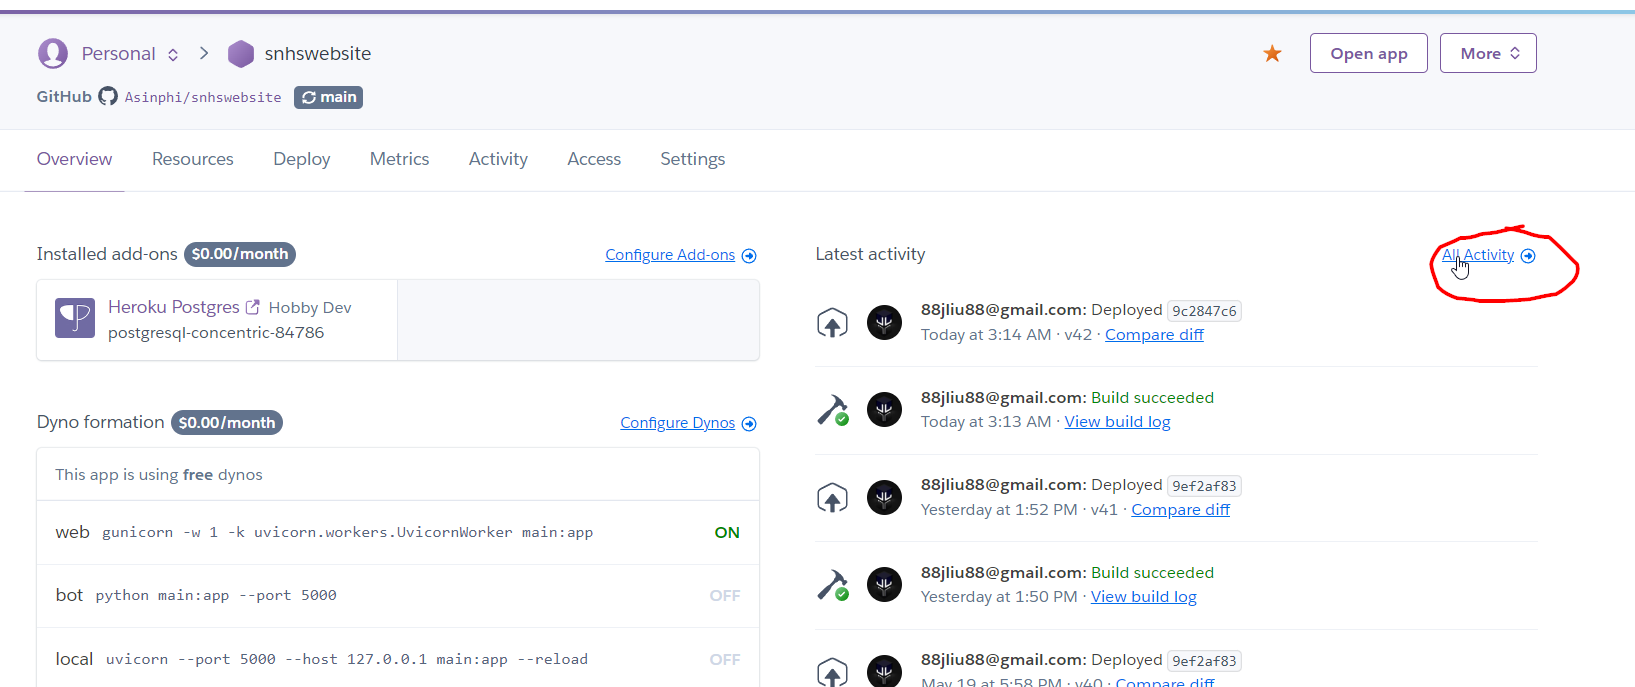 Personal > snhswebsite Open app More
GitHub Asinphi/snhswebsite main
Overview Resources Deploy Metrics Activity Access Settings
Installed add-ons $0.00/month Configure Add-ons
Heroku Postgres Hobby Dev
postgresql-concentric-84786
Dyno formation $0.00/month Configure Dynos
This app is using free dynos
web gunicorn -w 1 -k uvicorn.workers.UvicornWorker main:app ON
bot python main:app --port 5000 OFF
local uvicorn --port 5000 --host 127.0.0.1 main:app --reload OFF
Latest activity All Activity
88jliu88@gmail.com: Deployed 9c2847c6
Today at 3:14 AM · v42 · Compare diff
88jliu88@gmail.com: Build succeeded
Today at 3:13 AM · View build log
88jliu88@gmail.com: Deployed 9ef2af83
Yesterday at 1:52 PM · v41 · Compare diff
88jliu88@gmail.com: Build succeeded
Yesterday at 1:50 PM · View build log
88jliu88@gmail.com: Deployed 9ef2af83
May 19 at 5:58 PM · v40 · Compare diff